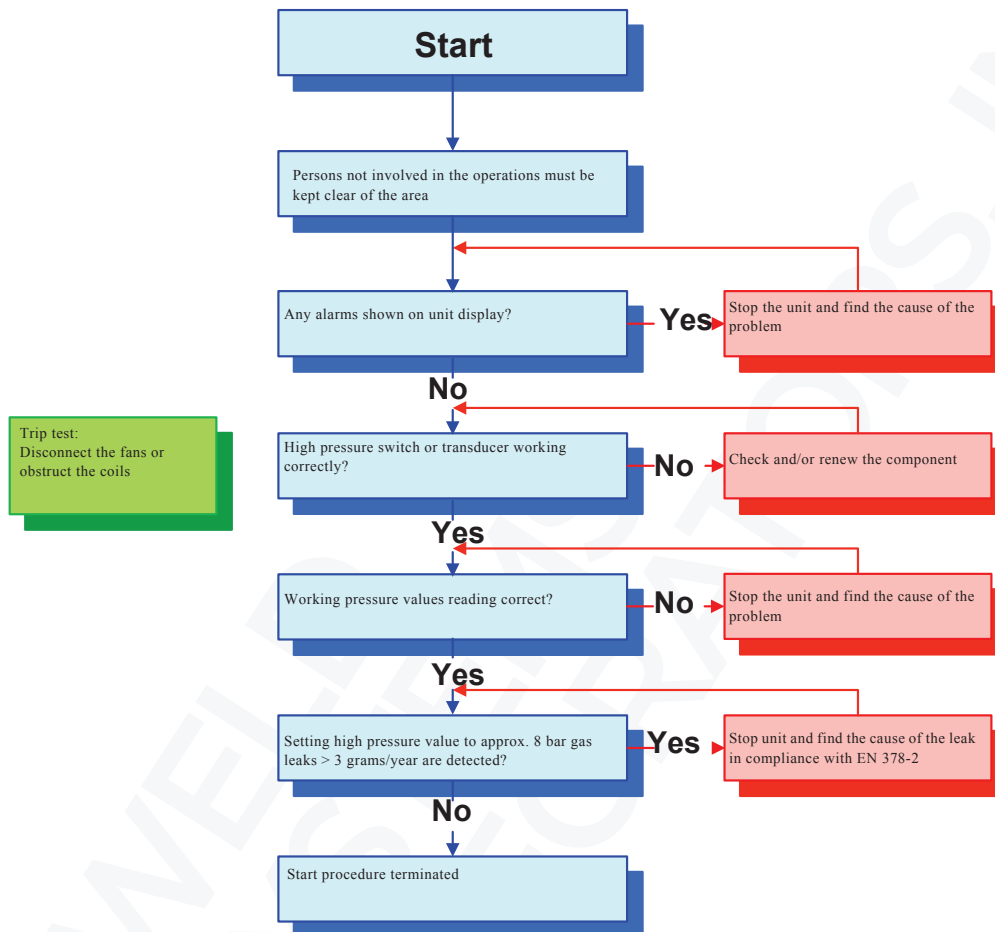 Start
Persons not involved in the operations must be
kept clear of the area
Any alarms shown on unit display?
Yes
Stop the unit and find the cause of the
problem
No
Trip test:
Disconnect the fans or
obstruct the coils
High pressure switch or transducer working
correctly?
No
Check and/or renew the component
Yes
Working pressure values reading correct?
No
Stop the unit and find the cause of the
problem
Yes
Setting high pressure value to approx. 8 bar gas
leaks > 3 grams/year are detected?
Yes
Stop unit and find the cause of the leak
in compliance with EN 378-2
No
Start procedure terminated